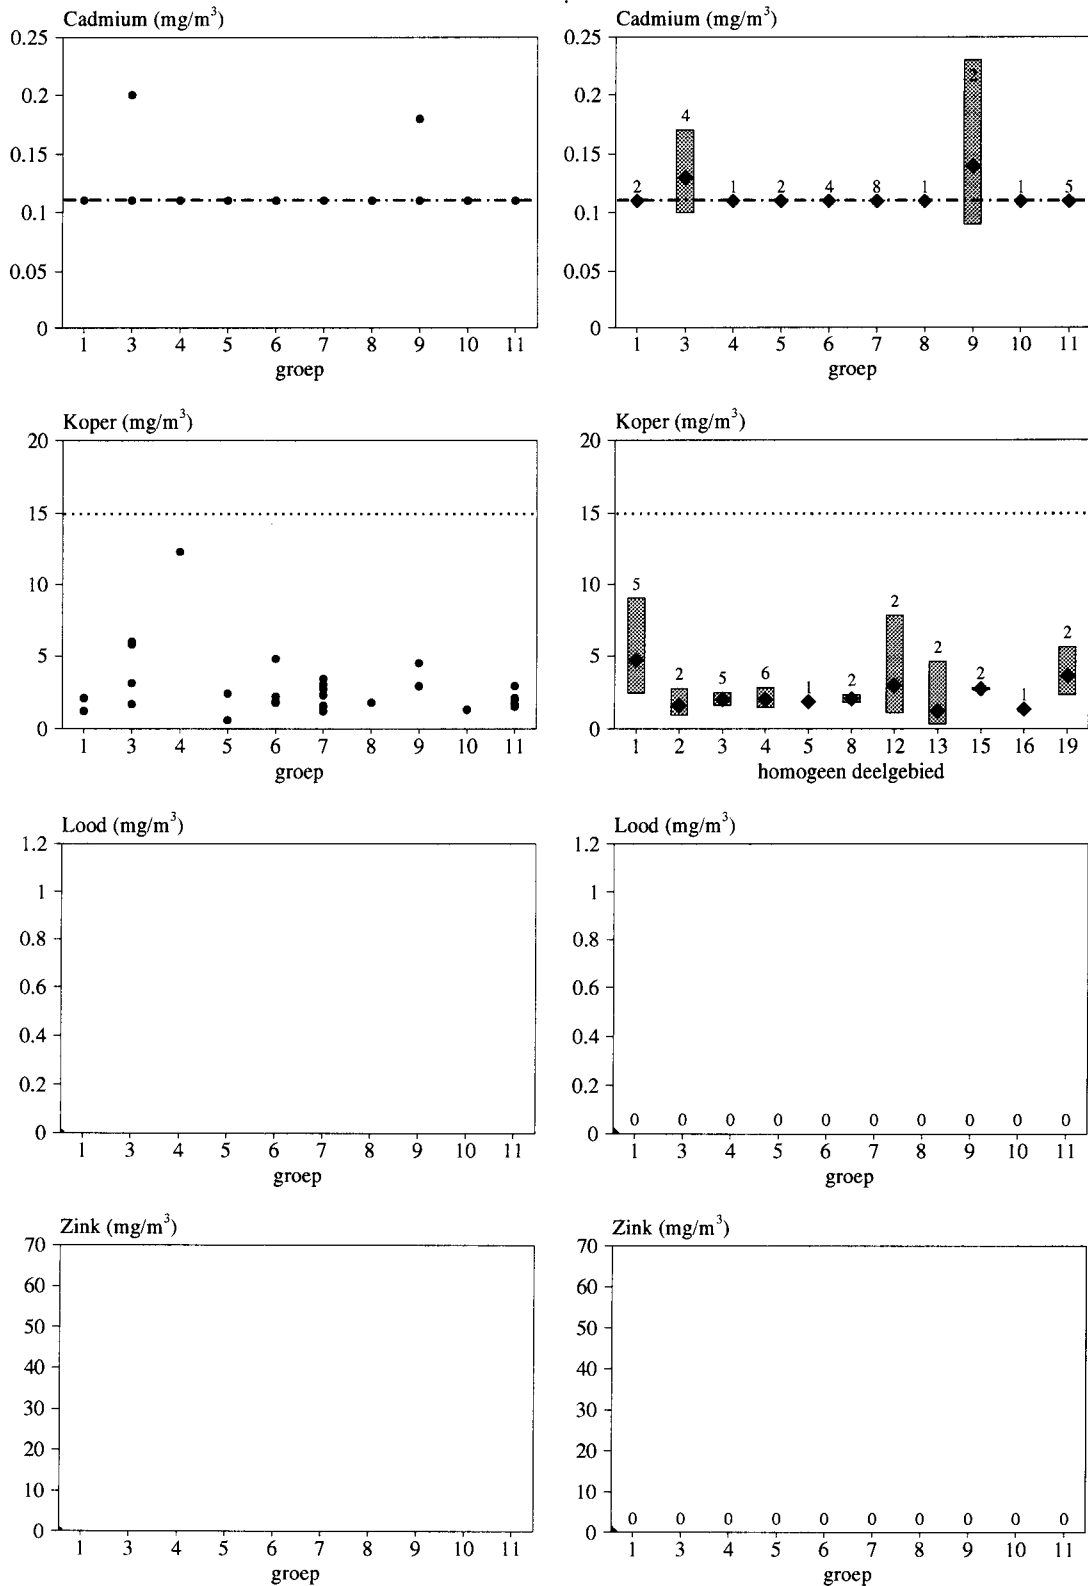 Cadmium (mg/m³)
0.25
0.2
0.15
0.1
0.05
0
1 3 4 5 6 7 8 9 10 11
groep
Cadmium (mg/m³)
0.25
0.2
0.15
0.1
0.05
0
2 4 1 2 4 8 1 2 1 5
1 3 4 5 6 7 8 9 10 11
groep
Koper (mg/m³)
20
15
10
5
0
1 3 4 5 6 7 8 9 10 11
groep
Koper (mg/m³)
20
15
10
5
0
5 2 5 6 1 2 2 2 2 1 2
1 2 3 4 5 8 12 13 15 16 19
homogeen deelgebied
Lood (mg/m³)
1.2
1
0.8
0.6
0.4
0.2
0
1 3 4 5 6 7 8 9 10 11
groep
Lood (mg/m³)
1.2
1
0.8
0.6
0.4
0.2
0
0 0 0 0 0 0 0 0 0 0
1 3 4 5 6 7 8 9 10 11
groep
Zink (mg/m³)
70
60
50
40
30
20
10
0
1 3 4 5 6 7 8 9 10 11
groep
Zink (mg/m³)
70
60
50
40
30
20
10
0
0 0 0 0 0 0 0 0 0 0
1 3 4 5 6 7 8 9 10 11
groep